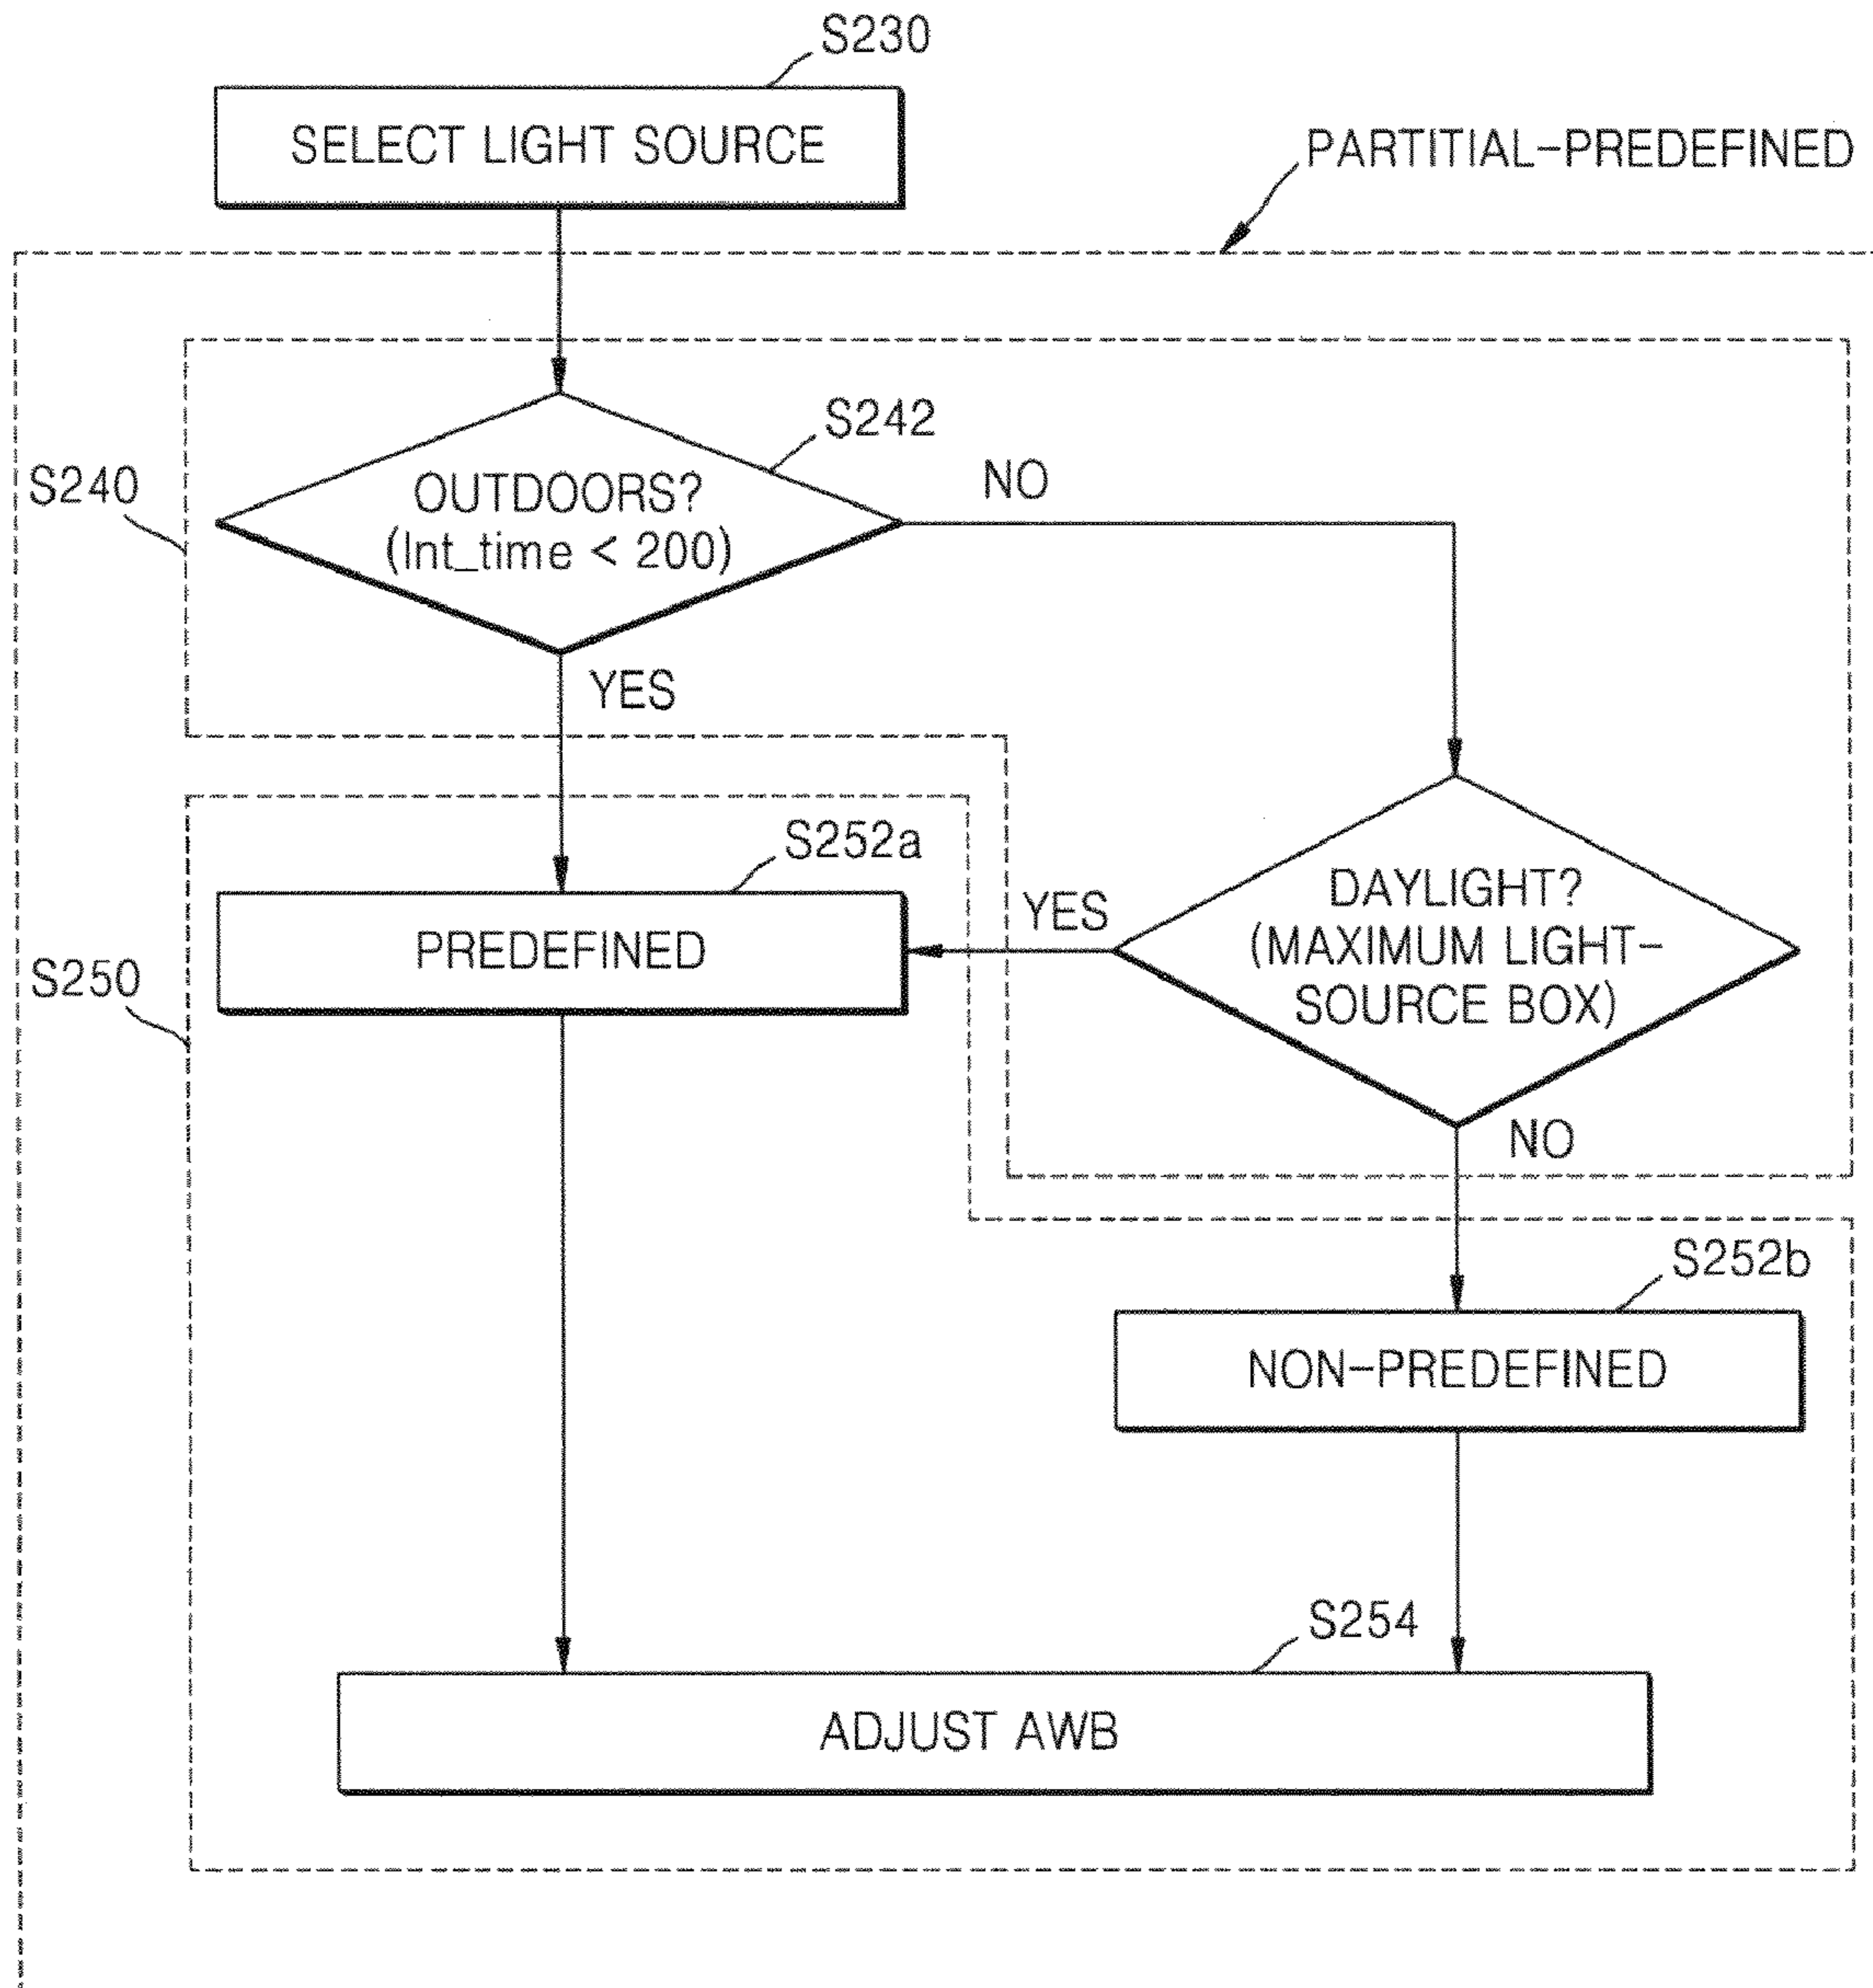 S230
SELECT LIGHT SOURCE
PARTITIAL-PREDEFINED
S242
S240
OUTDOORS?
(Int_time < 200)
NO
YES
S252a
DAYLIGHT?
(MAXIMUM LIGHT-
SOURCE BOX)
YES
PREDEFINED
S250
NO
S252b
NON-PREDEFINED
S254
ADJUST AWB